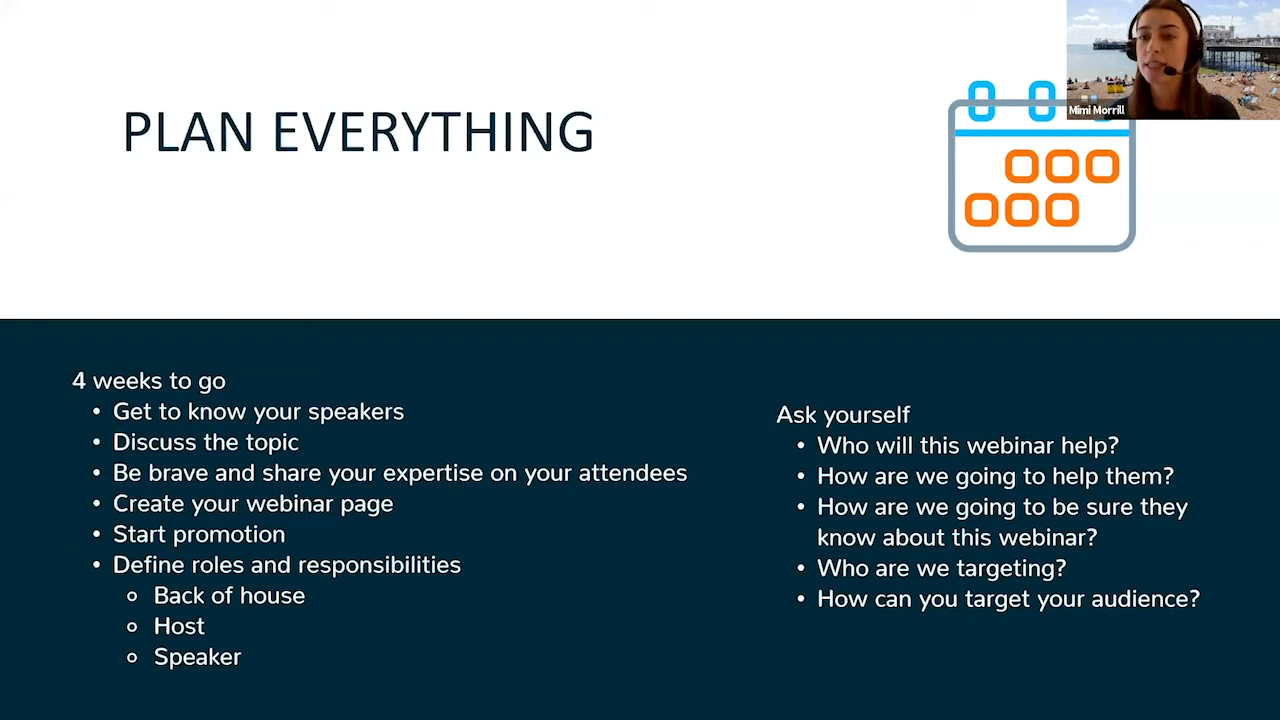 PLAN EVERYTHING
Mimi Morrill
4 weeks to go
• Get to know your speakers
• Discuss the topic
• Be brave and share your expertise on your attendees
• Create your webinar page
• Start promotion
• Define roles and responsibilities
o Back of house
o Host
o Speaker
Ask yourself
• Who will this webinar help?
• How are we going to help them?
• How are we going to be sure they
know about this webinar?
• Who are we targeting?
• How can you target your audience?